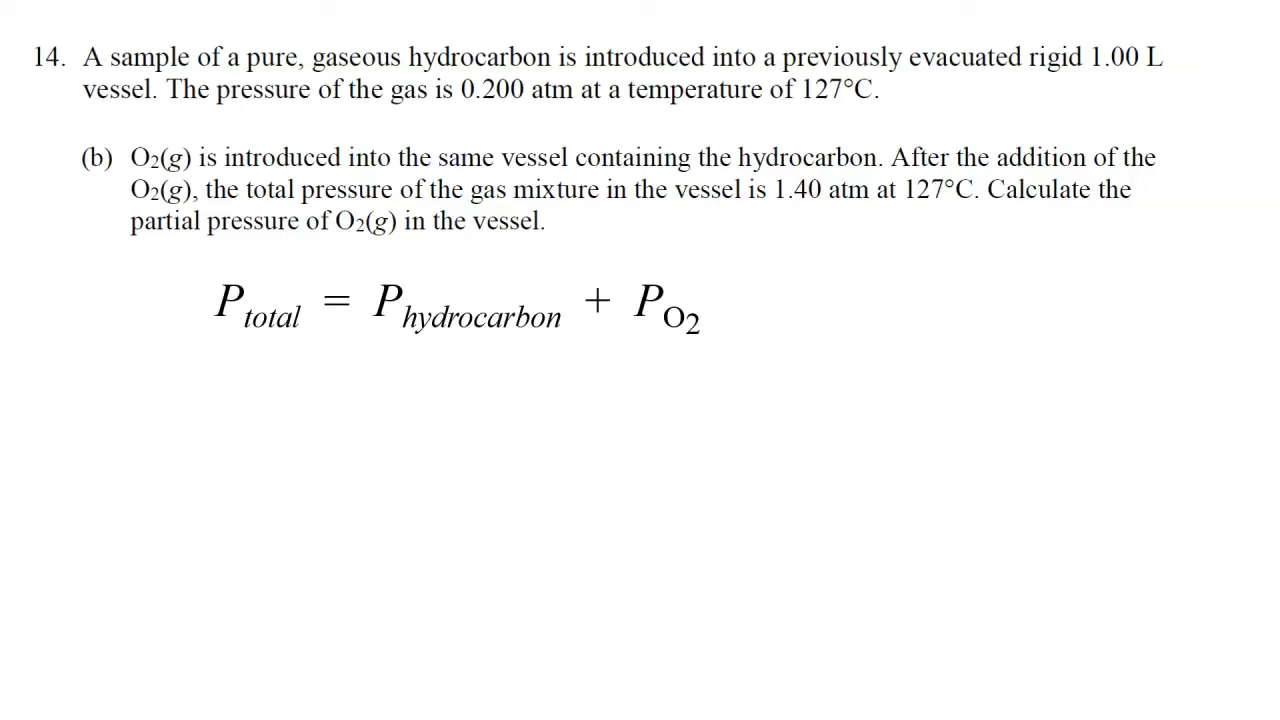 14. A sample of a pure, gaseous hydrocarbon is introduced into a previously evacuated rigid 1.00 L
vessel. The pressure of the gas is 0.200 atm at a temperature of 127°C.
(b) O₂(g) is introduced into the same vessel containing the hydrocarbon. After the addition of the
O₂(g), the total pressure of the gas mixture in the vessel is 1.40 atm at 127°C. Calculate the
partial pressure of O₂(g) in the vessel.
P_total = P_hydrocarbon + P_O₂